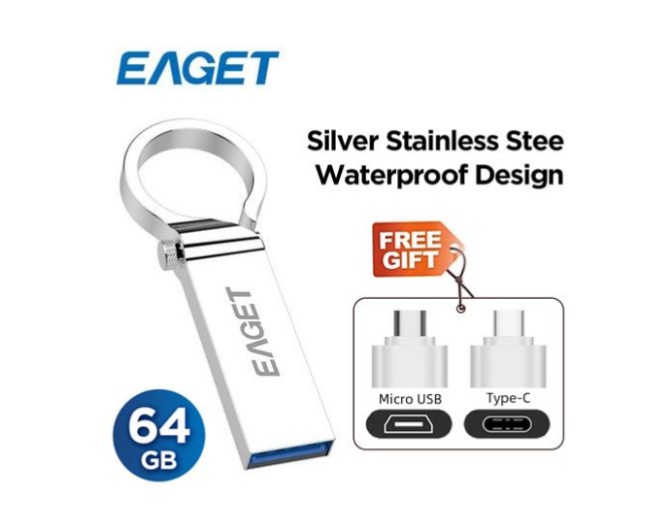 EAGET
Silver Stainless Stee
Waterproof Design
FREE
GIFT
EAGET
Micro USB
Type-C
64
GB